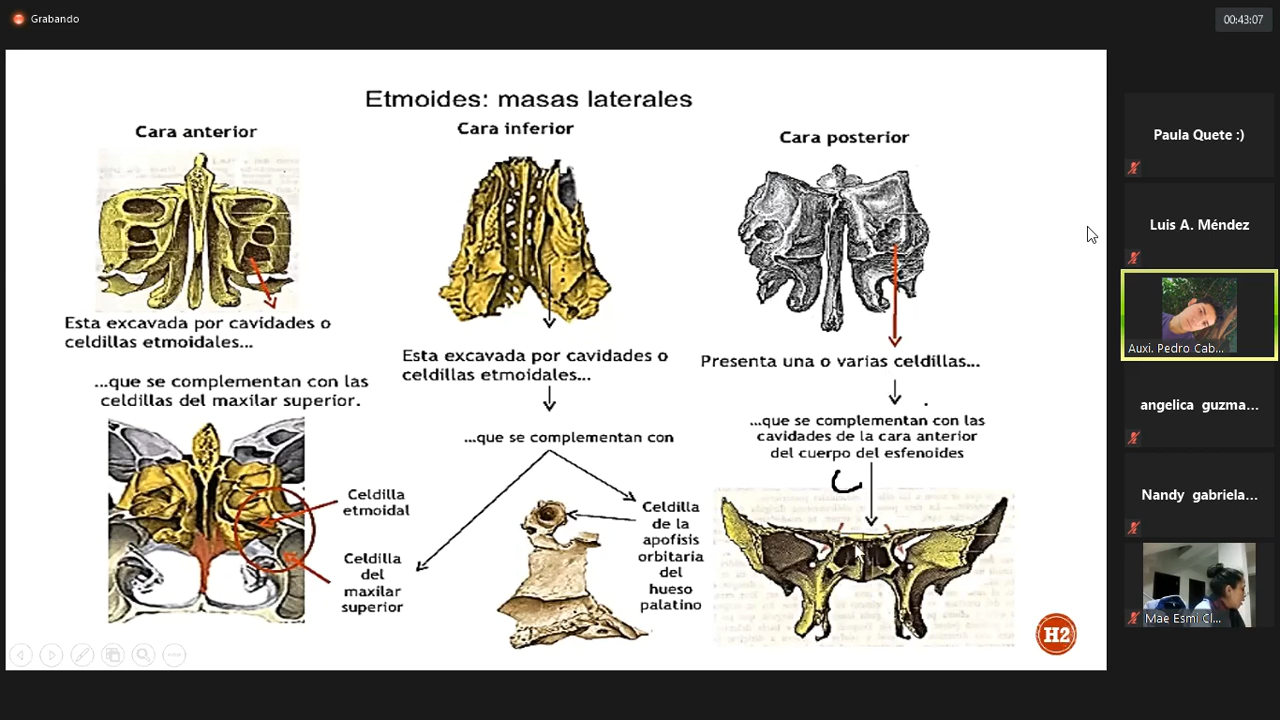 Grabando
00:43:07
Etmoides: masas laterales
Cara anterior
Esta excavada por cavidades o
celdillas etmoidales...
...que se complementan con las
celdillas del maxilar superior.
Celdilla
etmoidal
Celdilla
del
maxilar
superior
Cara inferior
Esta excavada por cavidades o
celdillas etmoidales...
...que se complementan con
Celdilla
de la
apofisis
orbitaria
del
hueso
palatino
Cara posterior
Presenta una o varias celdillas...
...que se complementan con las
cavidades de la cara anterior
del cuerpo del esfenoides
H2
Paula Quete :)
Luis A. Méndez
Auxi. Pedro Cab...
angelica guzma...
Nandy gabriela...
Mae Esmi Cl...